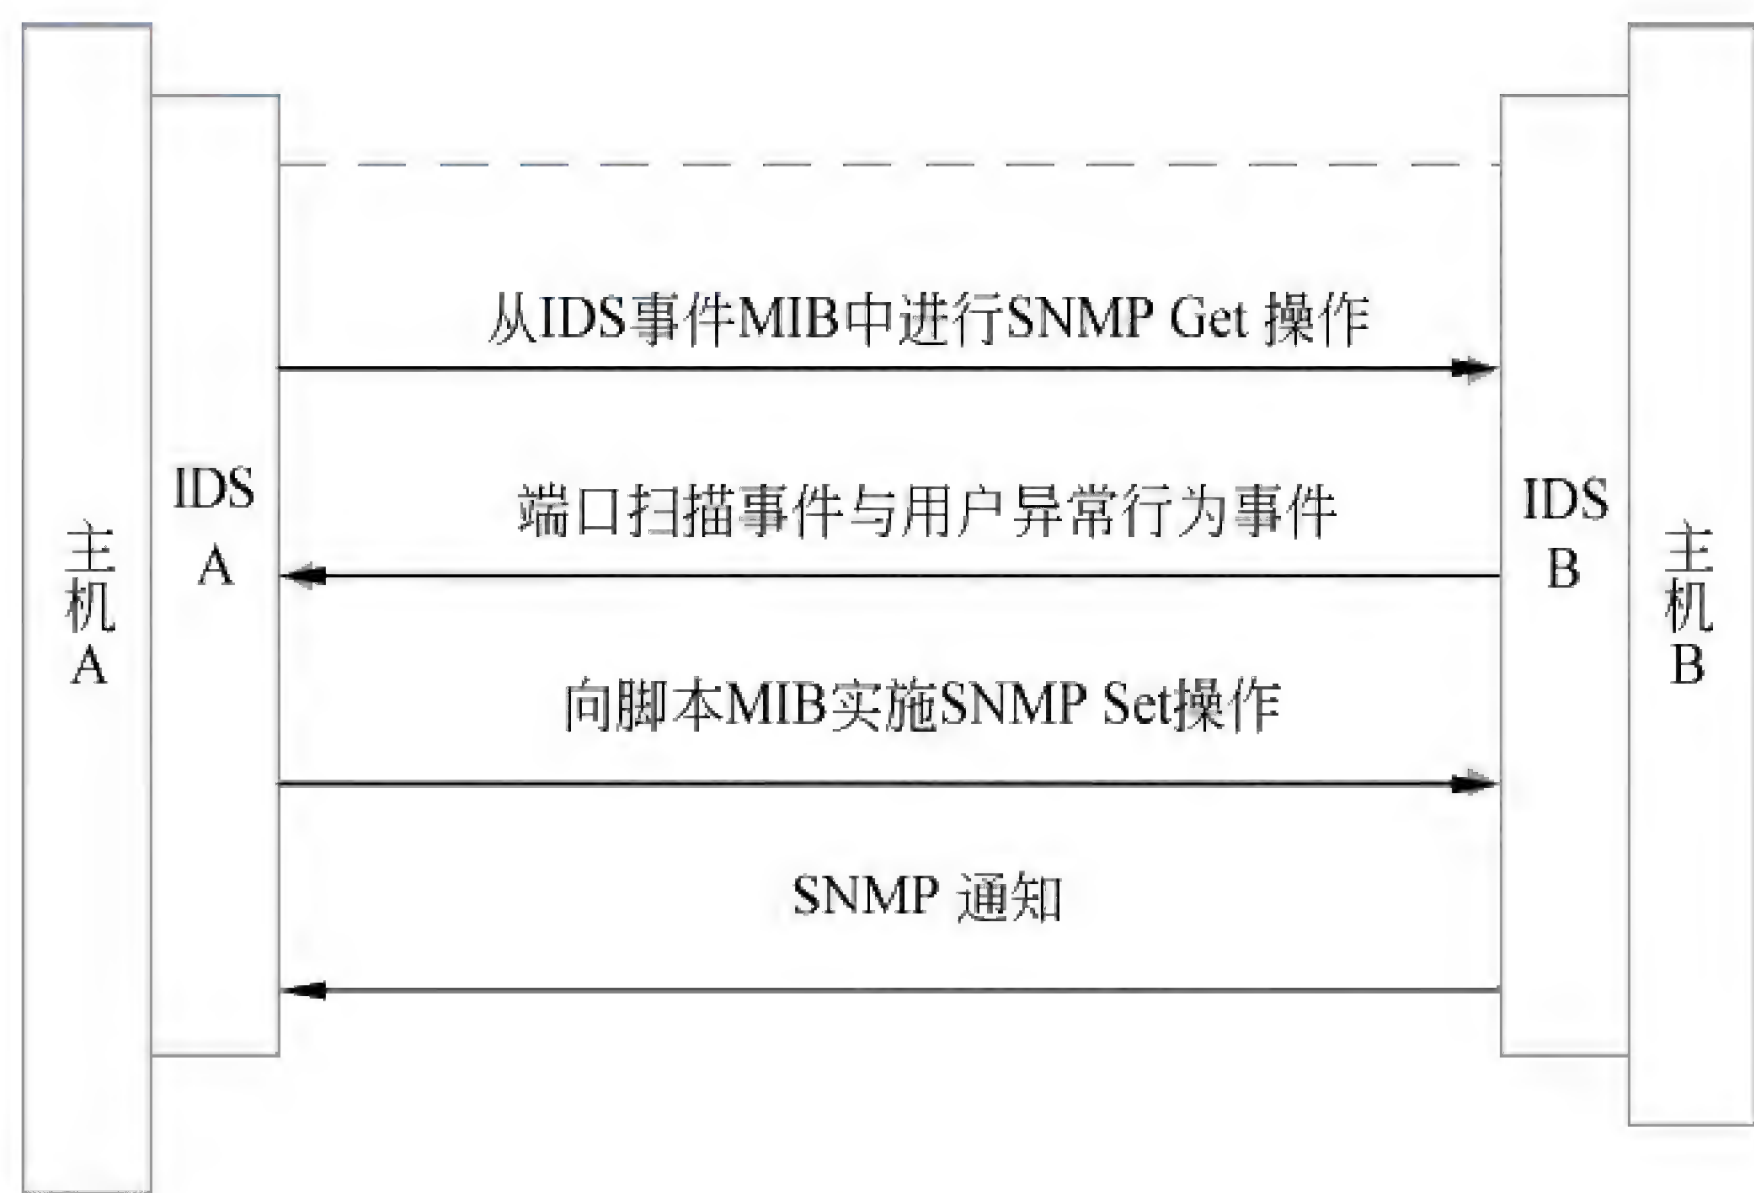 从IDS事件MIB中进行SNMP Get 操作
端口扫描事件与用户异常行为事件
向脚本MIB实施SNMP Set操作
SNMP 通知
主
机
A
IDS
A
IDS
B
主
机
B